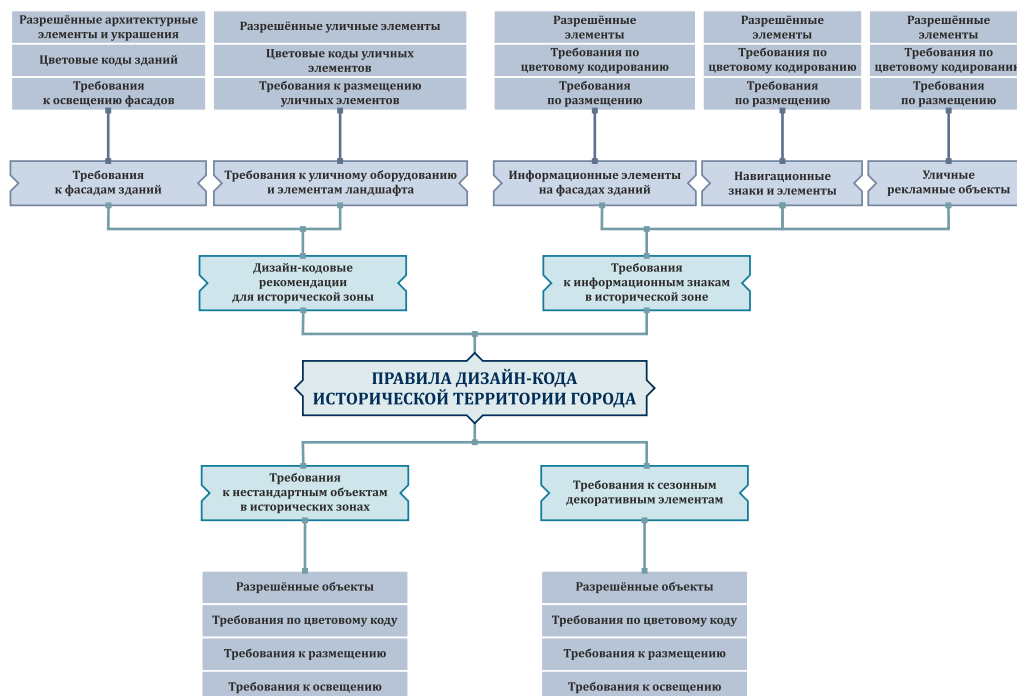 Разрешённые архитектурные
элементы и украшения
Цветовые коды зданий
Требования
к освещению фасадов
Разрешённые уличные элементы
Цветовые коды уличных
элементов
Требования к размещению
уличных элементов
Разрешённые
элементы
Требования по
цветовому кодированию
Требования
по размещению
Разрешённые
элементы
Требования по
цветовому кодированию
Требования
по размещению
Разрешённые
элементы
Требования по
цветовому кодированию
Требования
по размещению
Требования
к фасадам зданий
Требования к уличному оборудованию
и элементам ландшафта
Информационные элементы
на фасадах зданий
Навигационные
знаки и элементы
Уличные
рекламные объекты
Дизайн-кодовые
рекомендации
для исторической зоны
Требования
к информационным знакам
в исторической зоне
ПРАВИЛА ДИЗАЙН-КОДА
ИСТОРИЧЕСКОЙ ТЕРРИТОРИИ ГОРОДА
Требования
к нестандартным объектам
в исторических зонах
Требования к сезонным
декоративным элементам
Разрешённые объекты
Требования по цветовому коду
Требования к размещению
Требования к освещению
Разрешённые объекты
Требования по цветовому коду
Требования к размещению
Требования к освещению